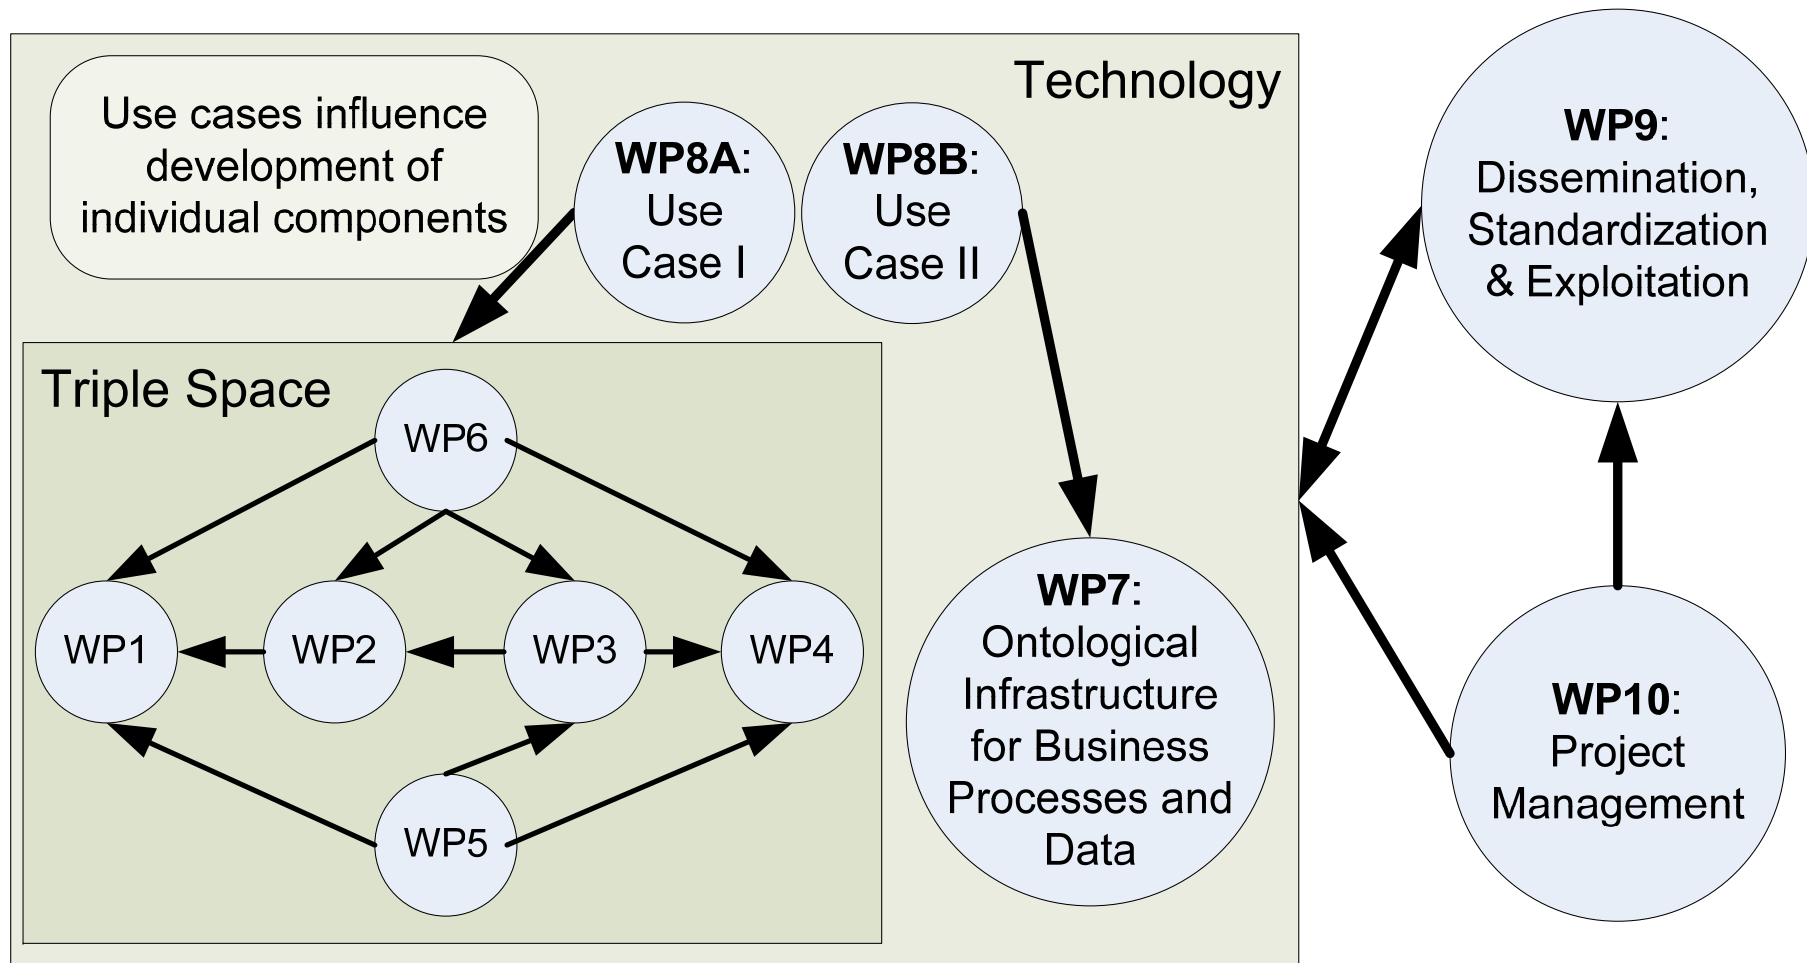 Technology
Use cases influence
development of
individual components
WP8A:
Use
Case I
WP8B:
Use
Case II
WP9:
Dissemination,
Standardization
& Exploitation
Triple Space
WP6
WP1
WP2
WP3
WP4
WP5
WP7:
Ontological
Infrastructure
for Business
Processes and
Data
WP10:
Project
Management